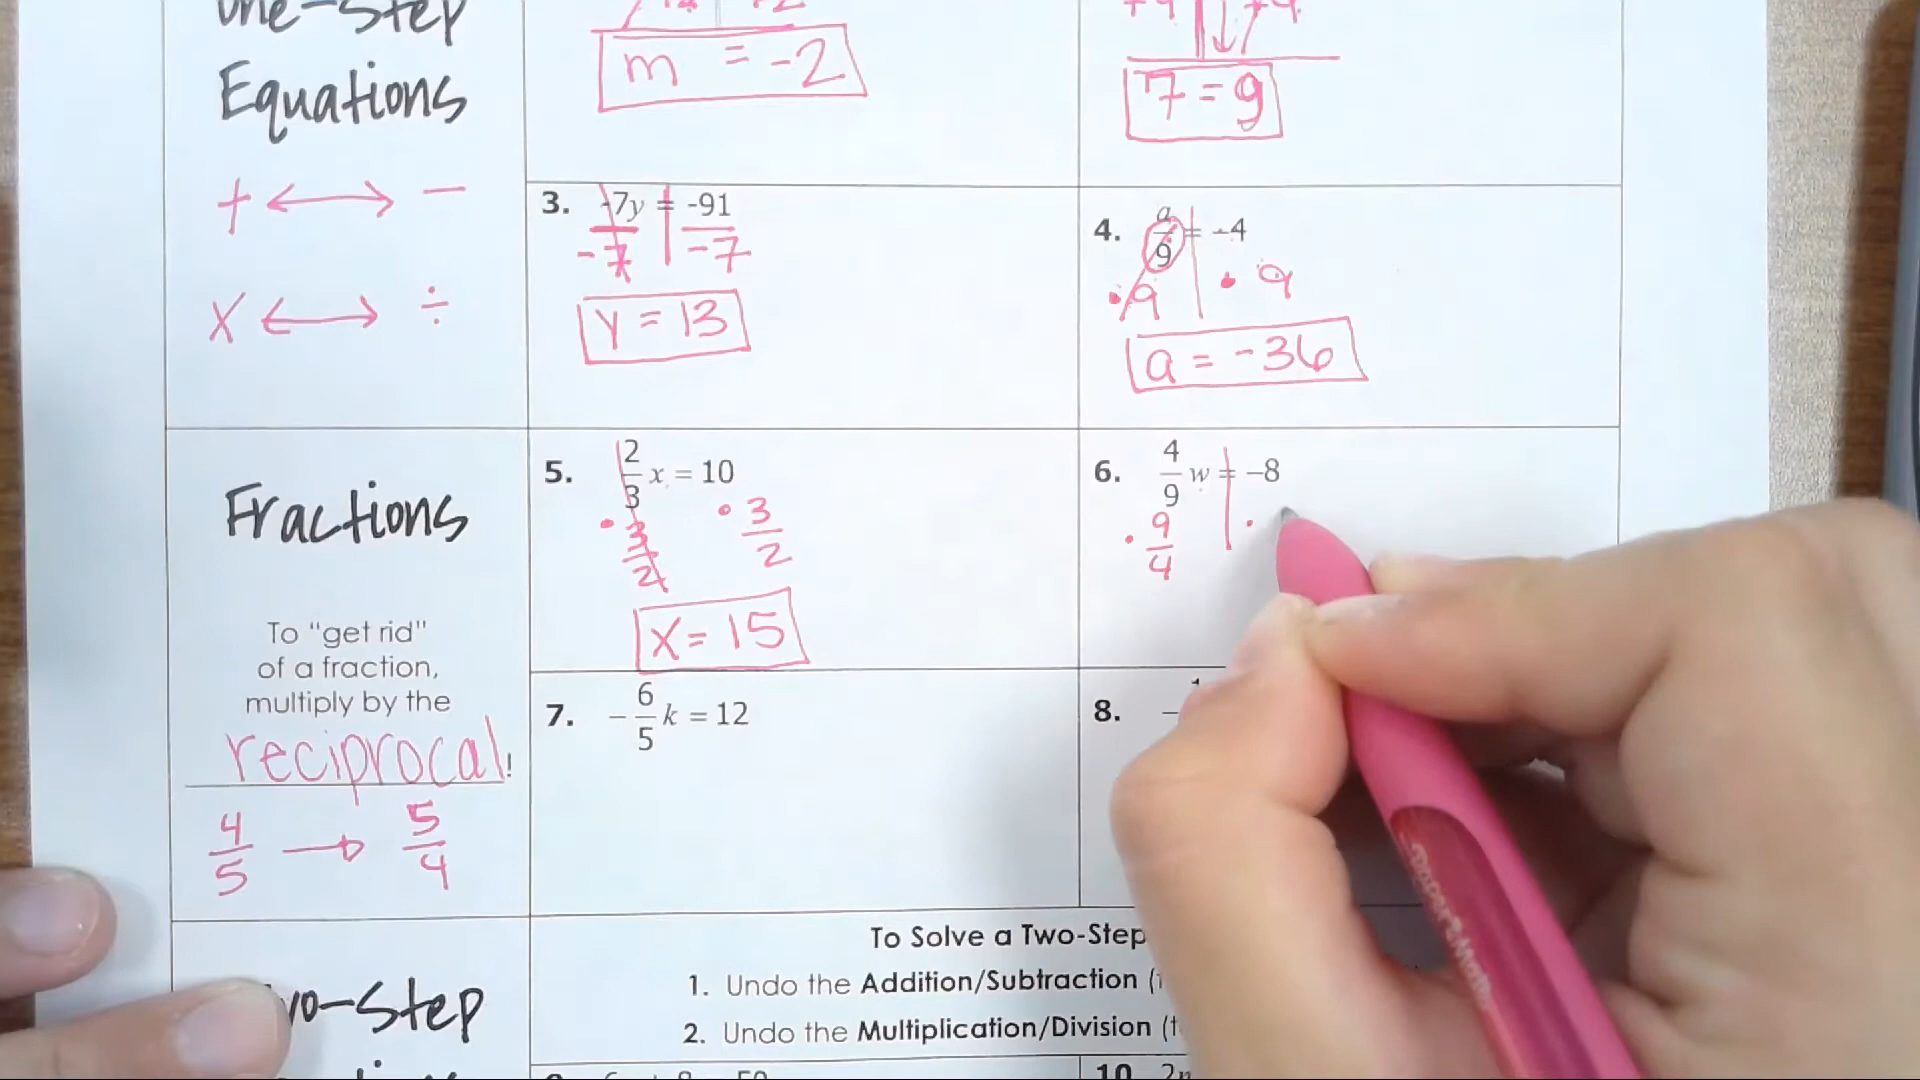 One-Step
Equations
+ ⟷ −
x ⟷ ÷
m = -2
7 = 9
3. -7y = -91
-7 -7
y = 13
4. a/9 = -4
• 9 • 9
a = -36
Fractions
To "get rid"
of a fraction,
multiply by the
reciprocal!
4/5 → 5/4
5. 2/3 x = 10
• 3/2 • 3/2
x = 15
6. 4/9 w = -8
• 9/4 •
7. -6/5 k = 12
8. −
To Solve a Two-Step
1. Undo the Addition/Subtraction
2. Undo the Multiplication/Division
10.